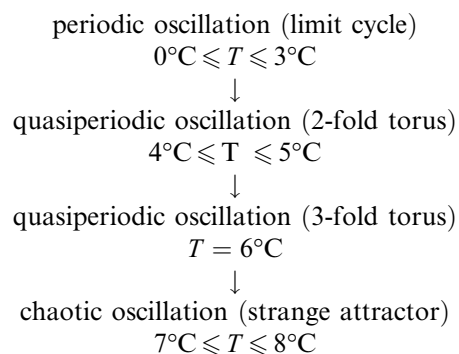 periodic oscillation (limit cycle)
0°C ⩽ T ⩽ 3°C
↓
quasiperiodic oscillation (2-fold torus)
4°C ⩽ T ⩽ 5°C
↓
quasiperiodic oscillation (3-fold torus)
T = 6°C
↓
chaotic oscillation (strange attractor)
7°C ⩽ T ⩽ 8°C